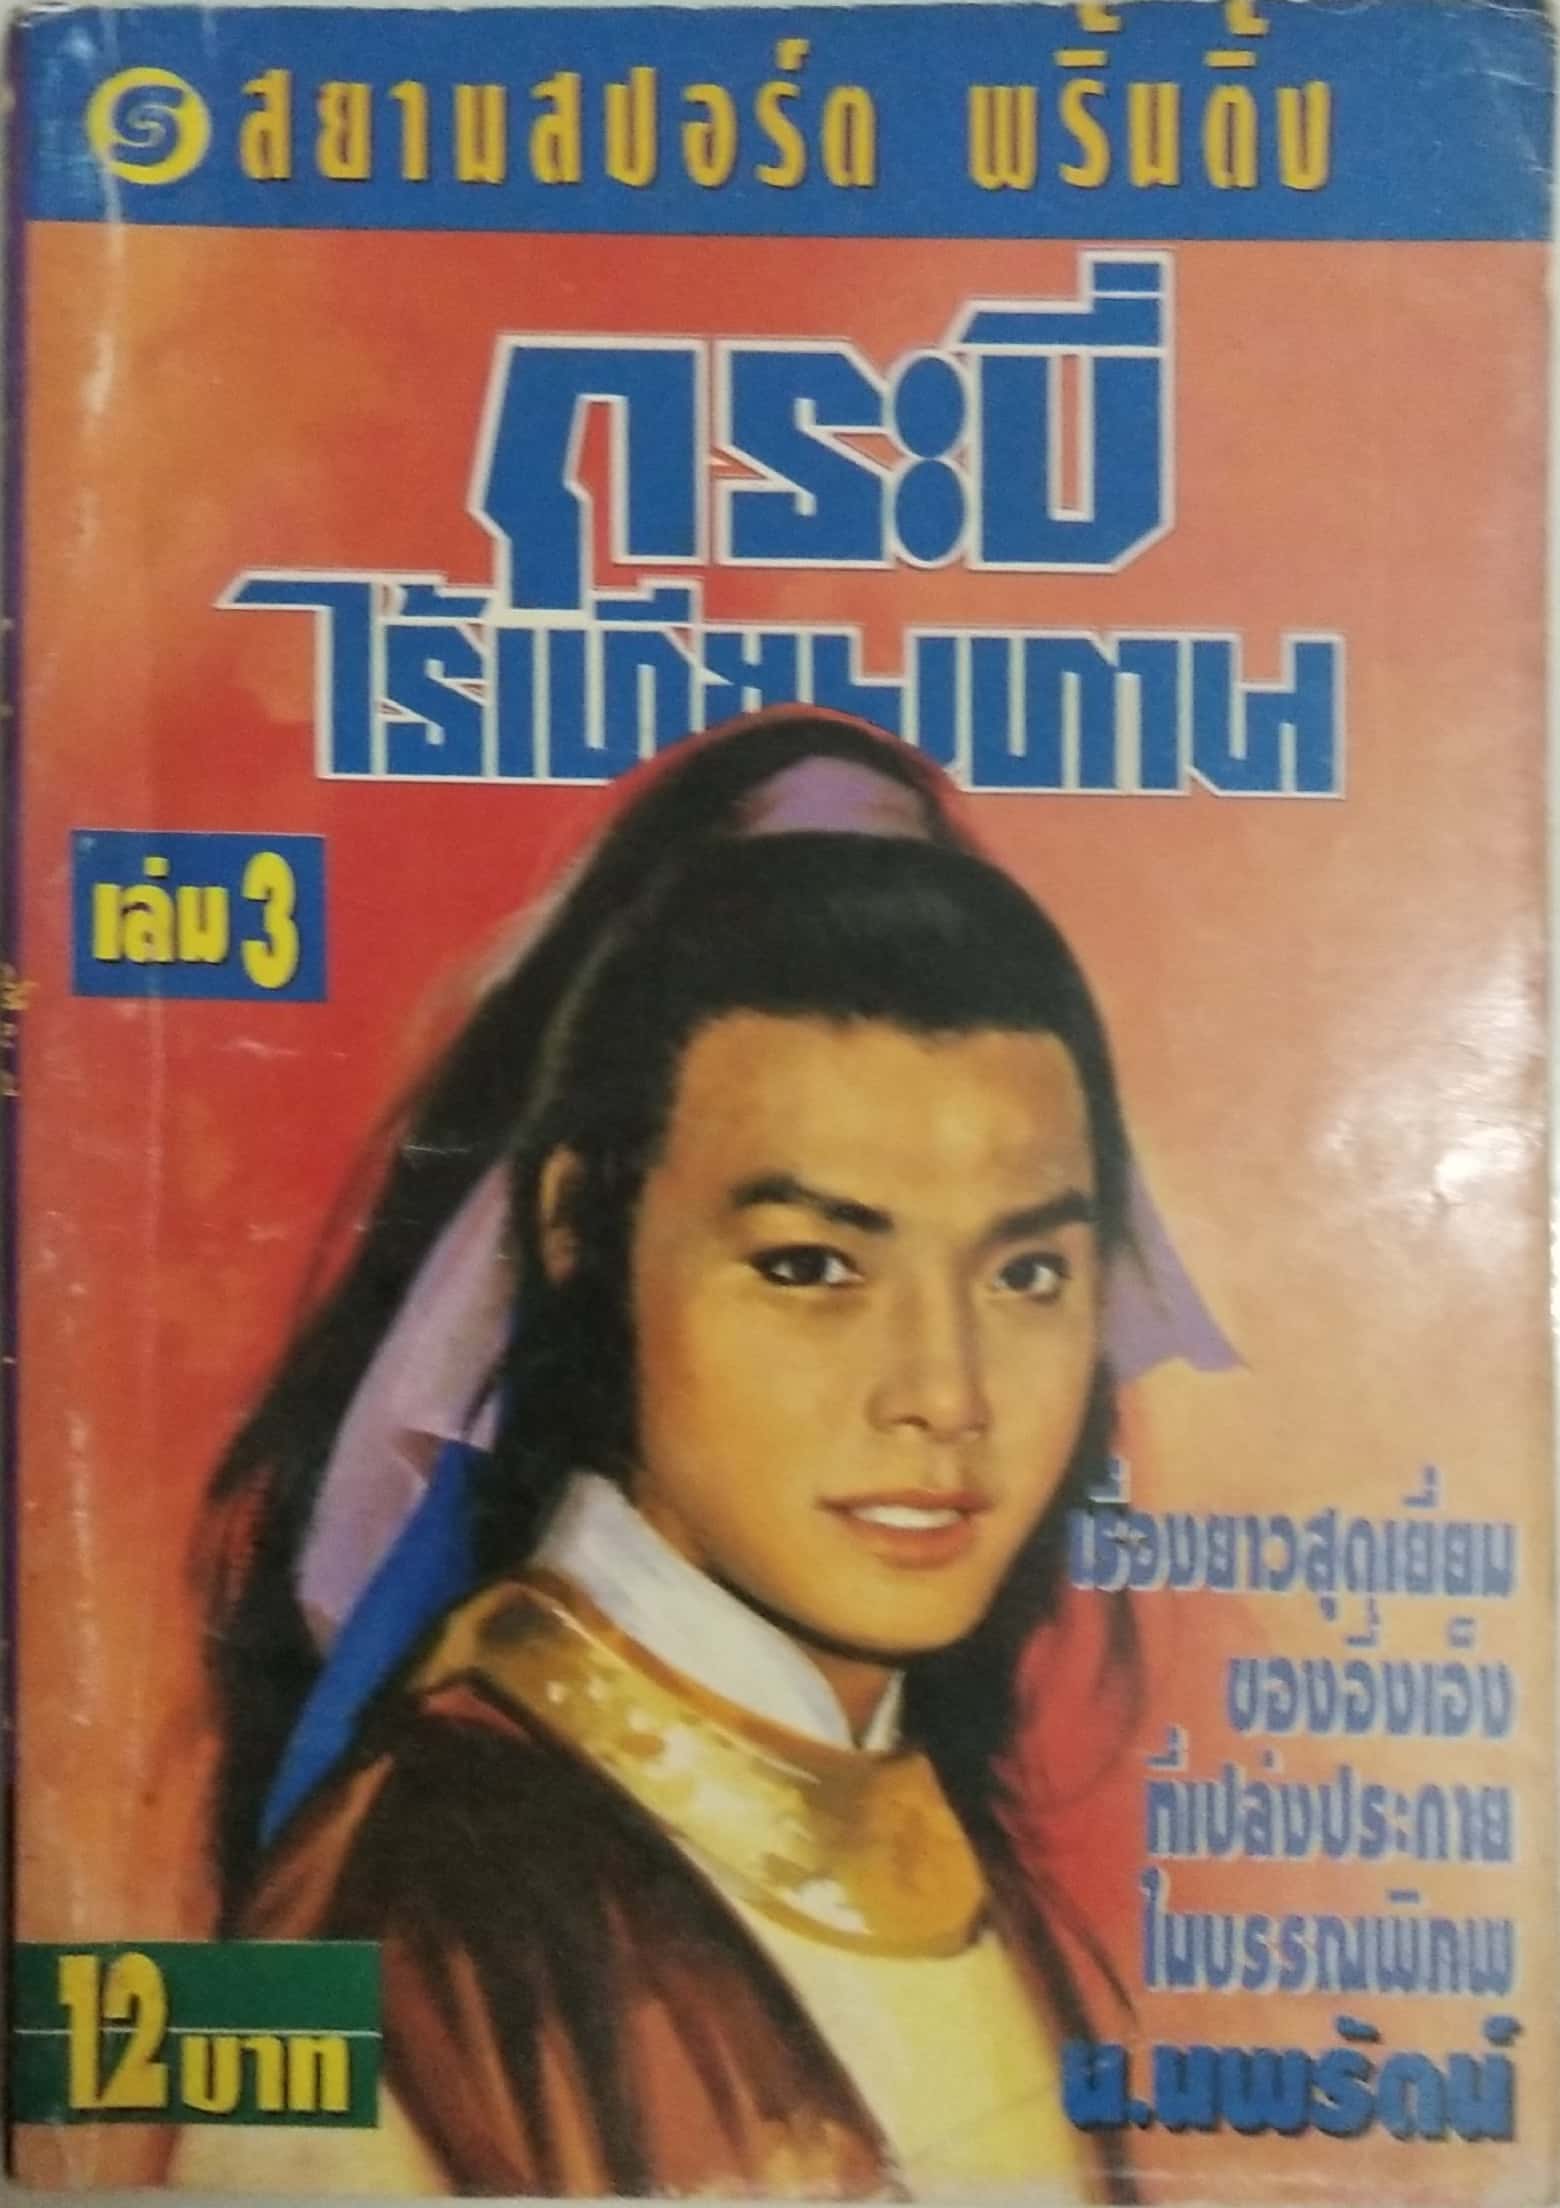 สยามสปอร์ต พริ้นติ้ง
กระบี่
ไร้เทียมทาน
เล่ม 3
เรื่องยาวสุดเยี่ยม
ของอึ้งเอ็ง
ที่เปล่งประกาย
ในบรรณพิภพ
น.นพรัตน์
12 บาท